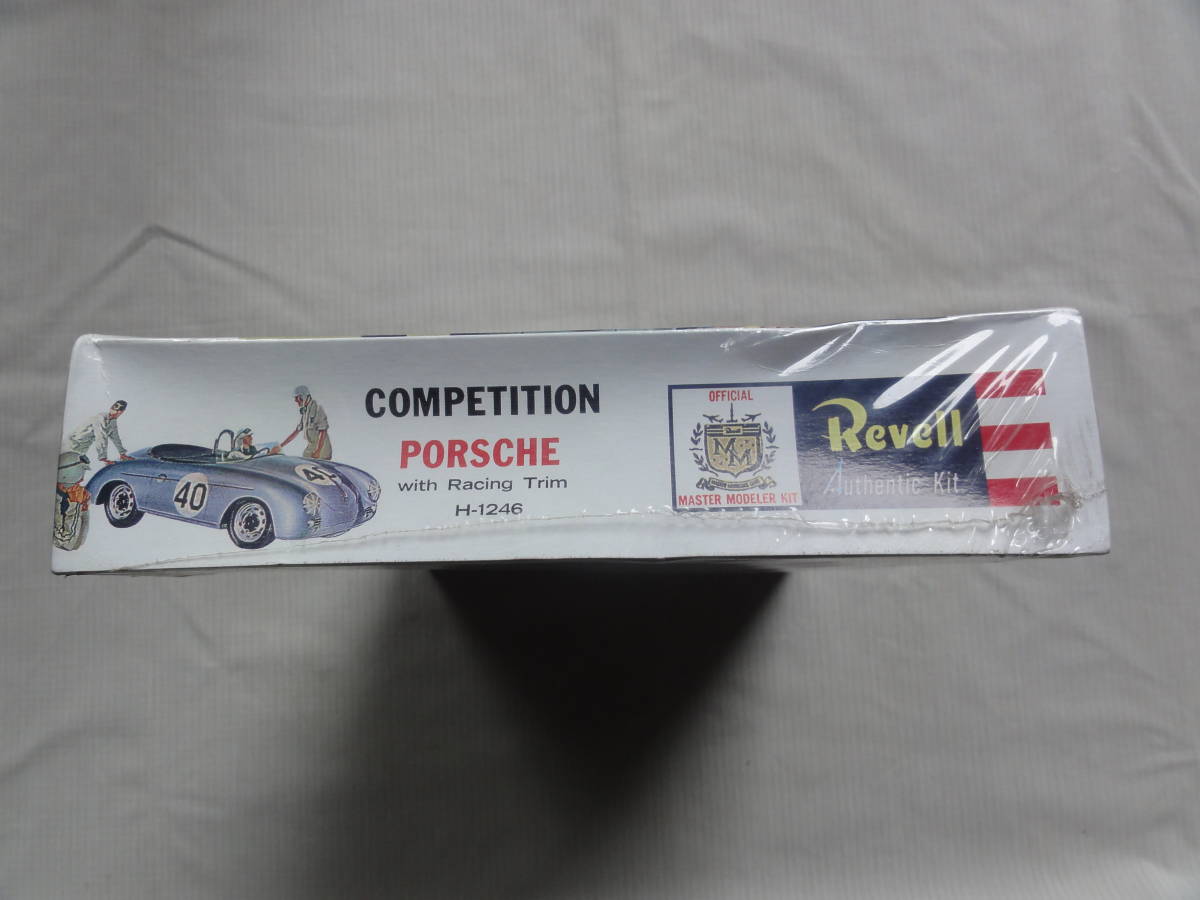 COMPETITION
PORSCHE
with Racing Trim
H-1246
40
40
OFFICIAL
MM
MASTER MODELER KIT
Revell
Authentic Kit